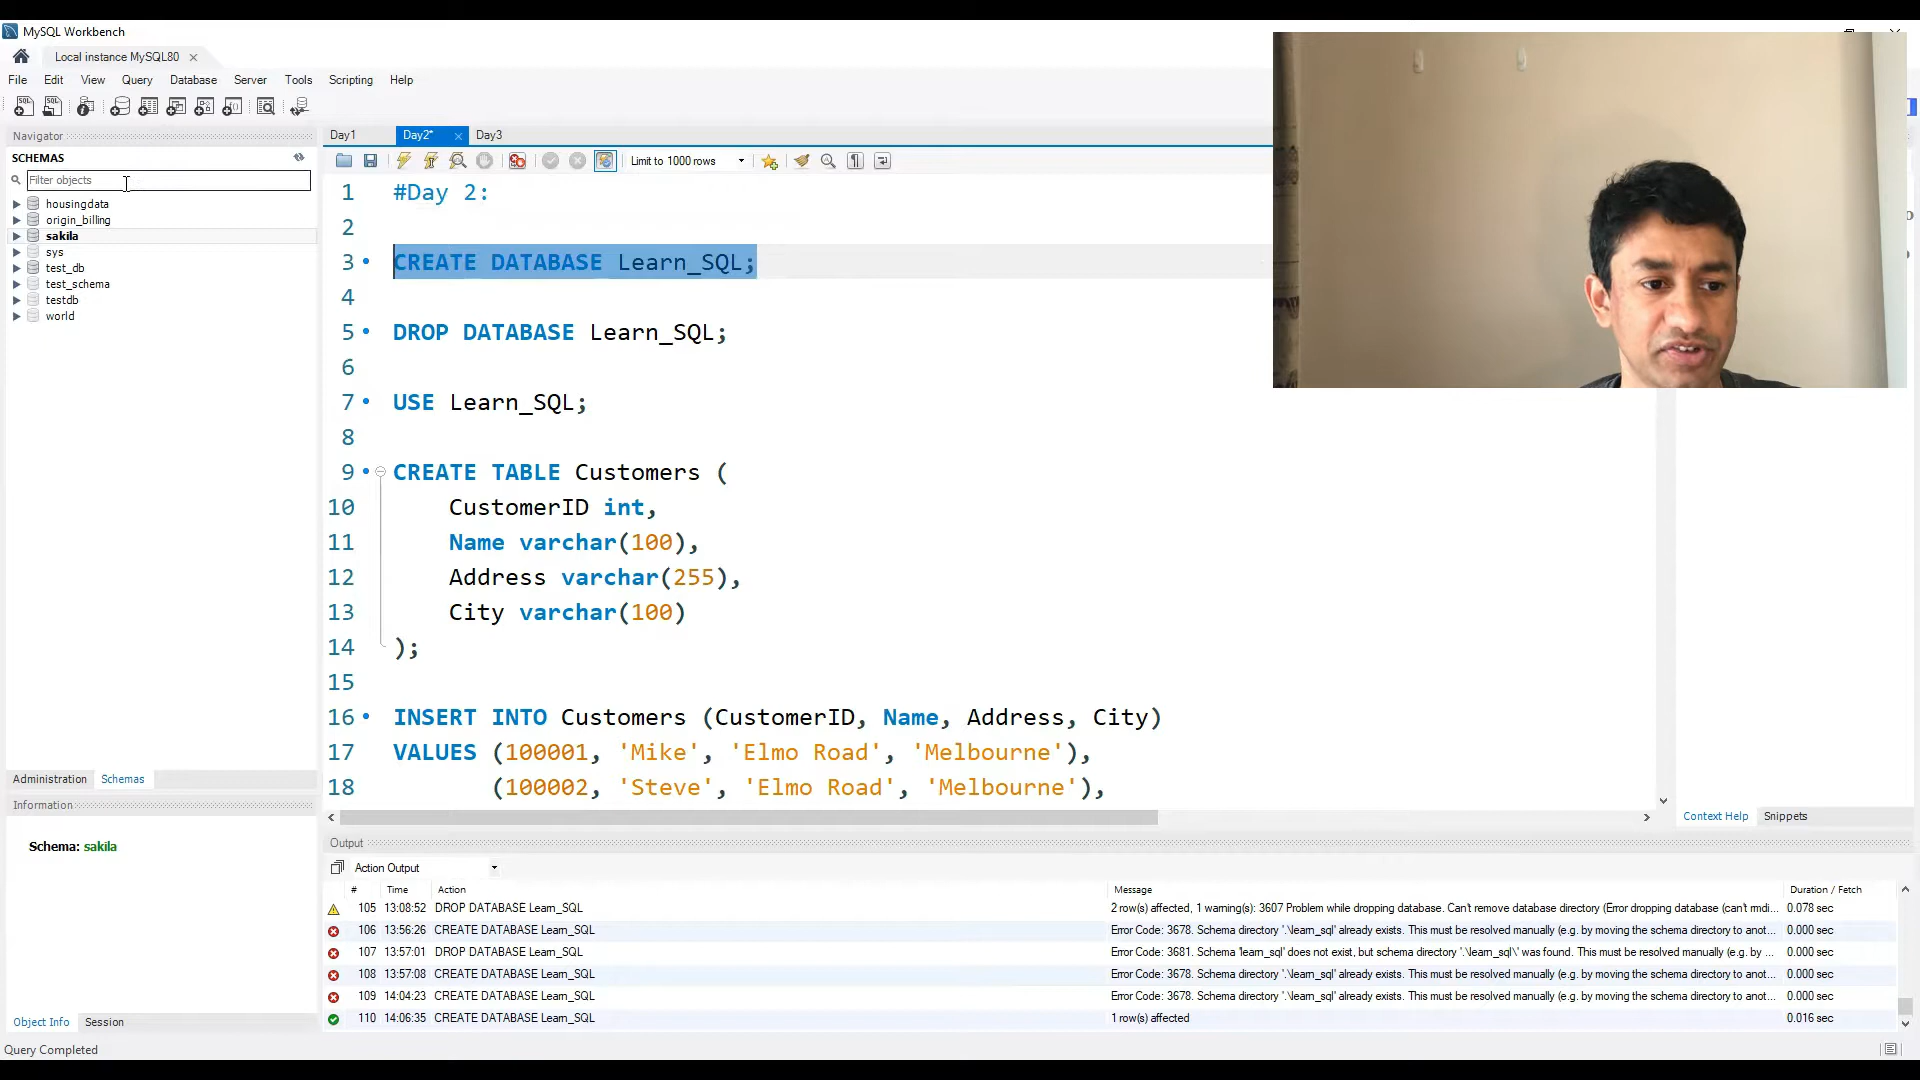 MySQL Workbench
Local instance MySQL80
File Edit View Query Database Server Tools Scripting Help
Navigator
SCHEMAS
Filter objects
housingdata
origin_billing
sakila
sys
test_db
test_schema
testdb
world
Administration Schemas
Information
Schema: sakila
Object Info Session
Query Completed
Day1 Day2* Day3
Limit to 1000 rows
1 #Day 2:
2
3 CREATE DATABASE Learn_SQL;
4
5 DROP DATABASE Learn_SQL;
6
7 USE Learn_SQL;
8
9 CREATE TABLE Customers (
10 CustomerID int,
11 Name varchar(100),
12 Address varchar(255),
13 City varchar(100)
14 );
15
16 INSERT INTO Customers (CustomerID, Name, Address, City)
17 VALUES (100001, 'Mike', 'Elmo Road', 'Melbourne'),
18 (100002, 'Steve', 'Elmo Road', 'Melbourne'),
Context Help Snippets
Output
Action Output
# Time Action Message Duration / Fetch
105 13:08:52 DROP DATABASE Learn_SQL 2 row(s) affected, 1 warning(s): 3607 Problem while dropping database. Can't remove database directory (Error dropping database (can't rmdi... 0.078 sec
106 13:56:26 CREATE DATABASE Learn_SQL Error Code: 3678. Schema directory '.\learn_sql' already exists. This must be resolved manually (e.g. by moving the schema directory to anot... 0.000 sec
107 13:57:01 DROP DATABASE Learn_SQL Error Code: 3681. Schema 'learn_sql' does not exist, but schema directory '.\learn_sql\' was found. This must be resolved manually (e.g. by ... 0.000 sec
108 13:57:08 CREATE DATABASE Learn_SQL Error Code: 3678. Schema directory '.\learn_sql' already exists. This must be resolved manually (e.g. by moving the schema directory to anot... 0.000 sec
109 14:04:23 CREATE DATABASE Learn_SQL Error Code: 3678. Schema directory '.\learn_sql' already exists. This must be resolved manually (e.g. by moving the schema directory to anot... 0.000 sec
110 14:06:35 CREATE DATABASE Learn_SQL 1 row(s) affected 0.016 sec